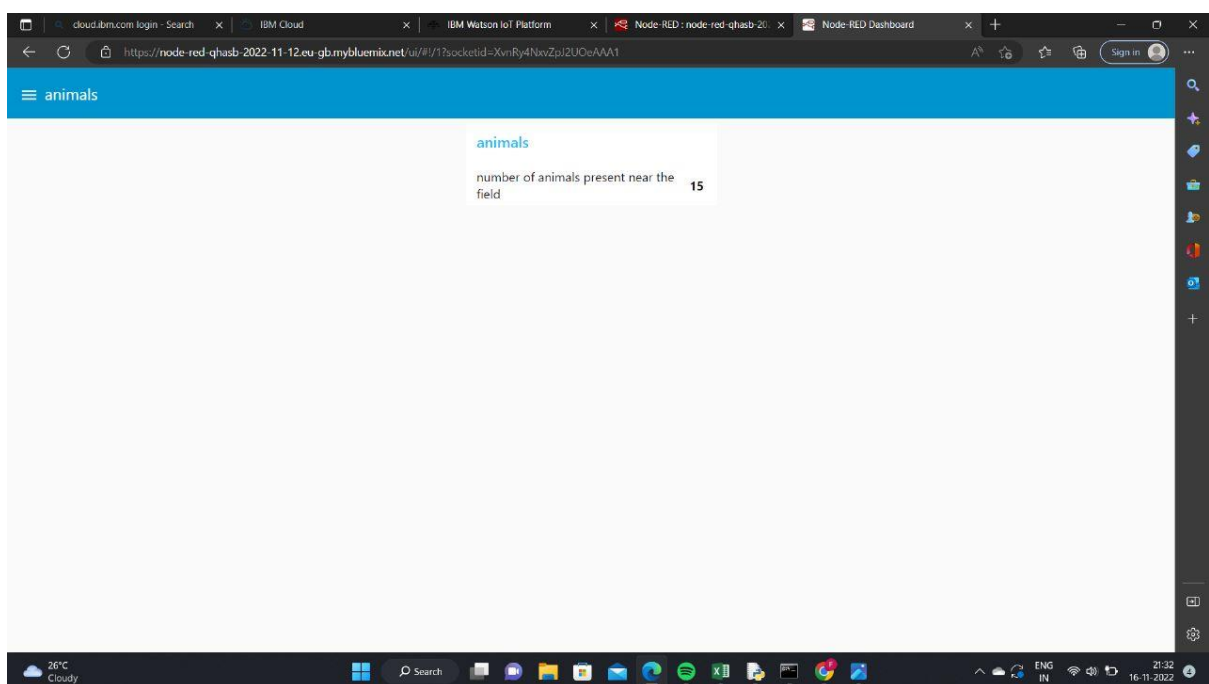 cloud.ibm.com login - Search
IBM Cloud
IBM Watson IoT Platform
Node-RED : node-red-qhasb-20
Node-RED Dashboard
https://node-red-qhasb-2022-11-12.eu-gb.mybluemix.net/ui/#!/1?socketid=XvnRy4NxvZpJ2UOeAAA1
Sign in
animals
animals
number of animals present near the
field
15
26°C
Cloudy
Search
ENG
IN
21:32
16-11-2022